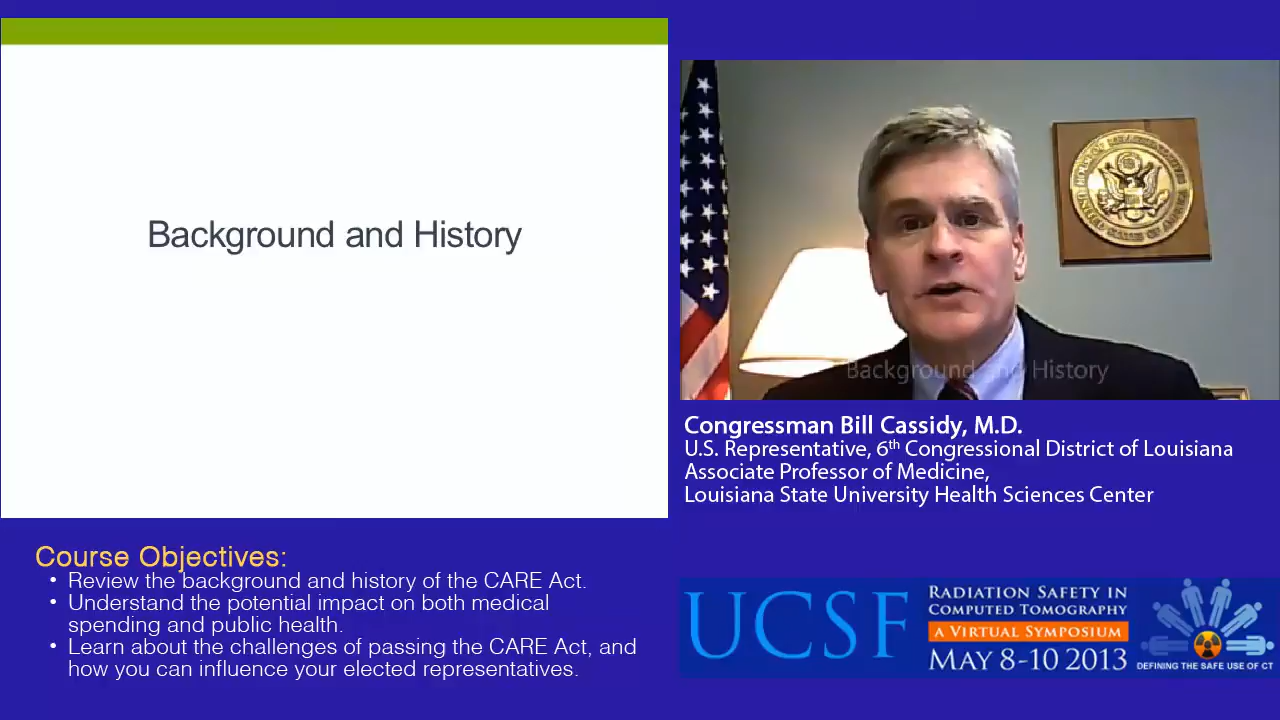 Background and History
Background and History
Congressman Bill Cassidy, M.D.
U.S. Representative, 6th Congressional District of Louisiana
Associate Professor of Medicine,
Louisiana State University Health Sciences Center
Course Objectives:
• Review the background and history of the CARE Act.
• Understand the potential impact on both medical
spending and public health.
• Learn about the challenges of passing the CARE Act, and
how you can influence your elected representatives.
UCSF
RADIATION SAFETY IN
COMPUTED TOMOGRAPHY
A VIRTUAL SYMPOSIUM
MAY 8-10 2013
DEFINING THE SAFE USE OF CT